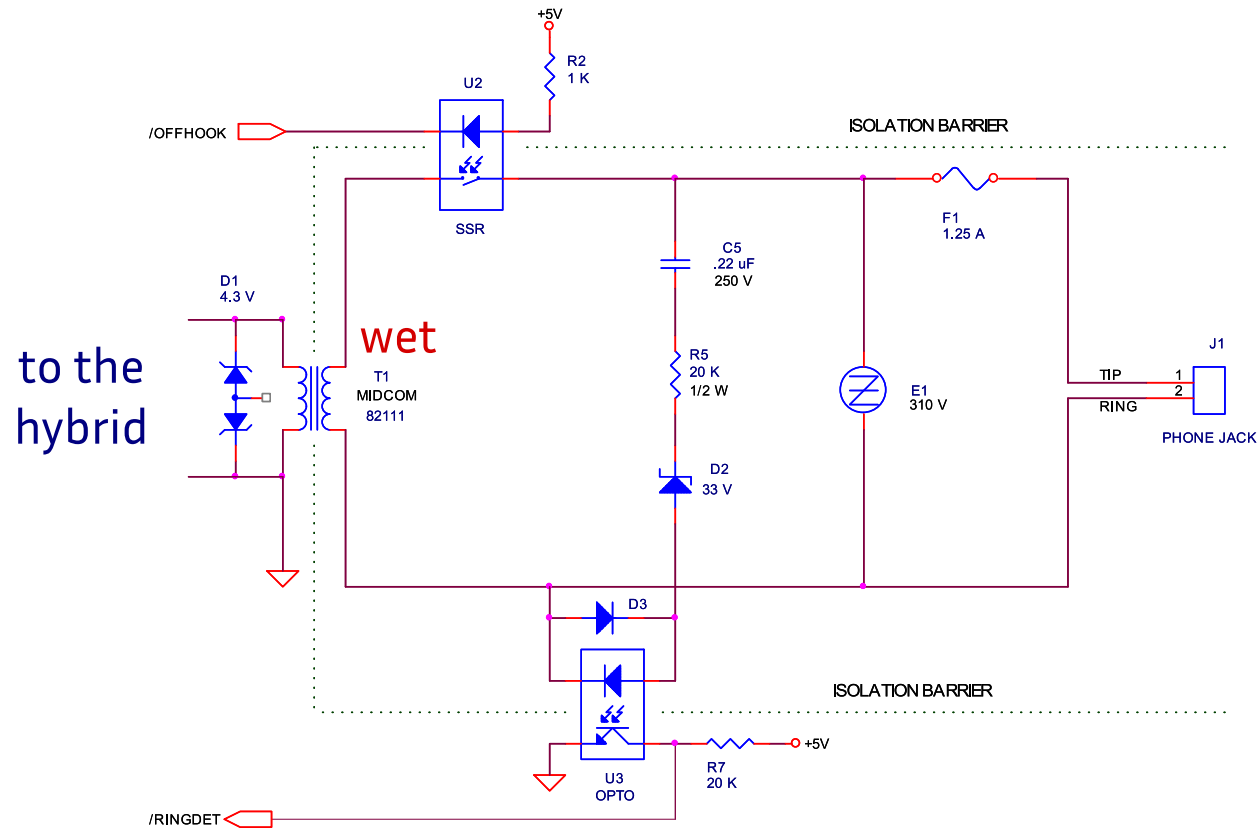 +5V
R2
1 K
U2
/OFFHOOK
ISOLATION BARRIER
SSR
F1
1.25 A
C5
.22 uF
250 V
D1
4.3 V
wet
to the
hybrid
T1
MIDCOM
82111
R5
20 K
1/2 W
E1
310 V
J1
TIP
1
2
RING
PHONE JACK
D2
33 V
D3
ISOLATION BARRIER
+5V
U3
OPTO
R7
20 K
/RINGDET